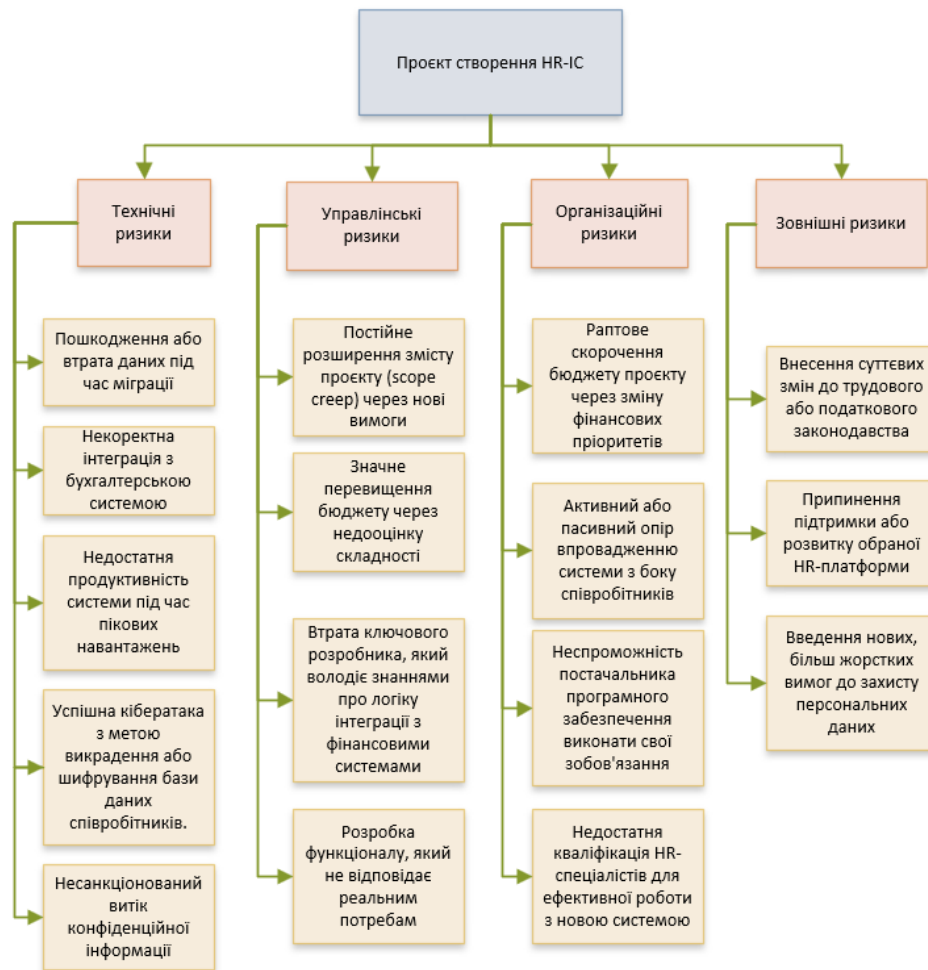 Проєкт створення HR-ІС
Технічні
ризики
Управлінські
ризики
Організаційні
ризики
Зовнішні ризики
Пошкодження або
втрата даних під
час міграції
Некоректна
інтеграція з
бухгалтерською
системою
Недостатня
продуктивність
системи під час
пікових
навантажень
Успішна кібератака
з метою
викрадення або
шифрування бази
даних
співробітників.
Несанкціонований
витік
конфіденційної
інформації
Постійне
розширення змісту
проєкту (scope
creep) через нові
вимоги
Значне
перевищення
бюджету через
недооцінку
складності
Втрата ключового
розробника, який
володіє знаннями
про логіку
інтеграції з
фінансовими
системами
Розробка
функціоналу, який
не відповідає
реальним
потребам
Раптове
скорочення
бюджету проєкту
через зміну
фінансових
пріоритетів
Активний або
пасивний опір
впровадженню
системи з боку
співробітників
Неспроможність
постачальника
програмного
забезпечення
виконати свої
зобов'язання
Недостатня
кваліфікація HR-
спеціалістів для
ефективної роботи
з новою системою
Внесення суттєвих
змін до трудового
або податкового
законодавства
Припинення
підтримки або
розвитку обраної
HR-платформи
Введення нових,
більш жорстких
вимог до захисту
персональних
даних